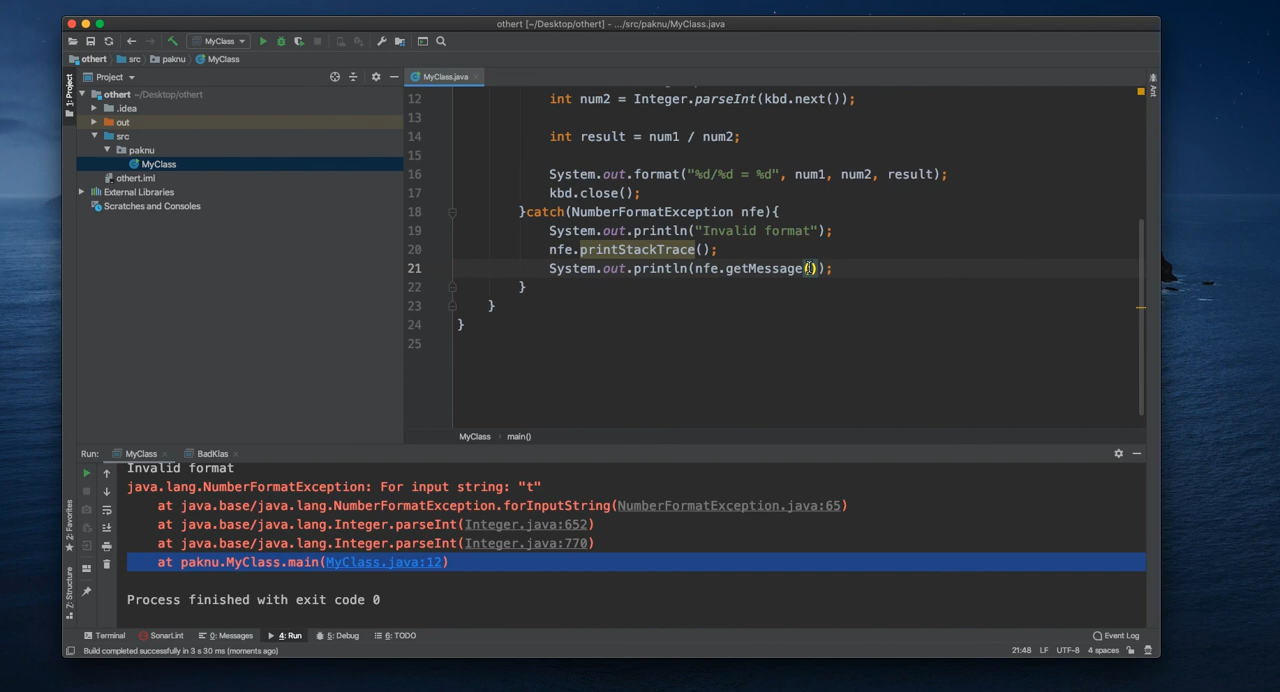 othert [~/Desktop/othert] - .../src/paknu/MyClass.java
MyClass
othert
src
paknu
MyClass
1: Project
Project
MyClass.java
Ant
othert ~/Desktop/othert
.idea
out
src
paknu
MyClass
othert.iml
External Libraries
Scratches and Consoles
12 int num2 = Integer.parseInt(kbd.next());
13
14 int result = num1 / num2;
15
16 System.out.format("%d/%d = %d", num1, num2, result);
17 kbd.close();
18 }catch(NumberFormatException nfe){
19 System.out.println("Invalid format");
20 nfe.printStackTrace();
21 System.out.println(nfe.getMessage());
22 }
23 }
24 }
25
MyClass › main()
Run: MyClass BadKlas
Invalid format
java.lang.NumberFormatException: For input string: "t"
at java.base/java.lang.NumberFormatException.forInputString(NumberFormatException.java:65)
at java.base/java.lang.Integer.parseInt(Integer.java:652)
at java.base/java.lang.Integer.parseInt(Integer.java:770)
at paknu.MyClass.main(MyClass.java:12)
Process finished with exit code 0
2: Favorites
Z: Structure
Terminal SonarLint 0: Messages 4: Run 5: Debug 6: TODO Event Log
Build completed successfully in 3 s 30 ms (moments ago) 21:48 LF UTF-8 4 spaces